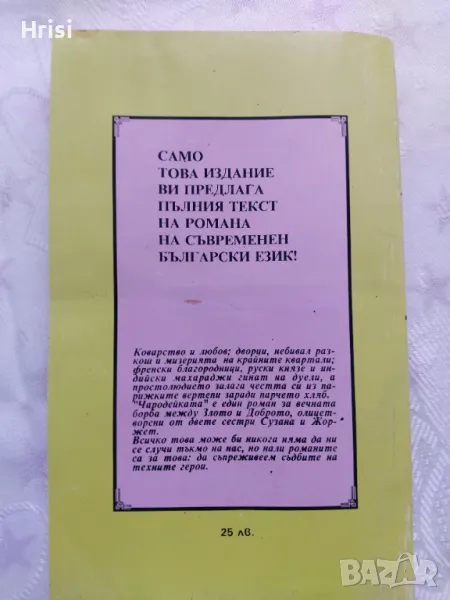 Hrisi
САМО
ТОВА ИЗДАНИЕ
ВИ ПРЕДЛАГА
ПЪЛНИЯ ТЕКСТ
НА РОМАНА
НА СЪВРЕМЕНЕН
БЪЛГАРСКИ ЕЗИК!
Коварство и любов; дворци, небивал раз-
кош и мизерията на крайните квартали;
френски благородници, руски князе и ин-
дийски махараджи гинат на дуели, а
простолюдието залага честта си из па-
рижките вертепи заради парчето хляб.
"Чародейката" е един роман за вечната
борба между Злото и Доброто, олицет-
ворени от двете сестри Сузана и Жор-
жет.
Всичко това може би никога няма да ни
се случи тъкмо на нас, но нали романите
са за това: да съпреживеем съдбите на
техните герои.
25 лв.
BAZAR